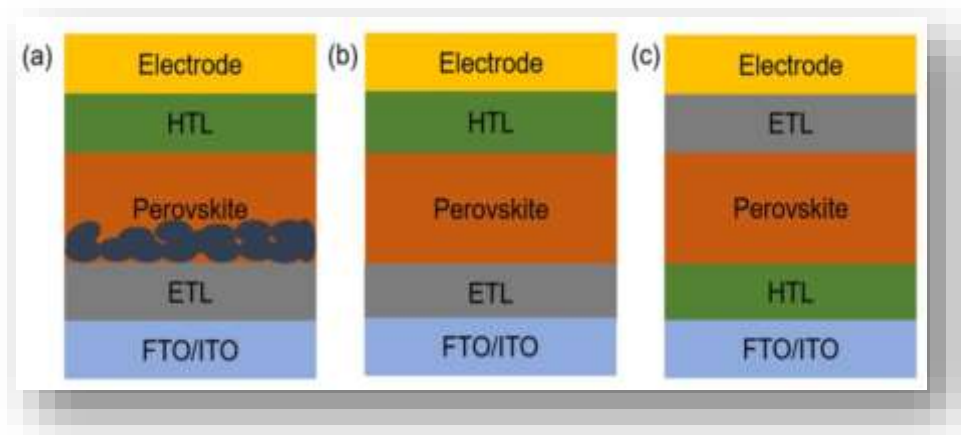 (a)
Electrode
HTL
Perovskite
ETL
FTO/ITO
(b)
Electrode
HTL
Perovskite
ETL
FTO/ITO
(c)
Electrode
ETL
Perovskite
HTL
FTO/ITO